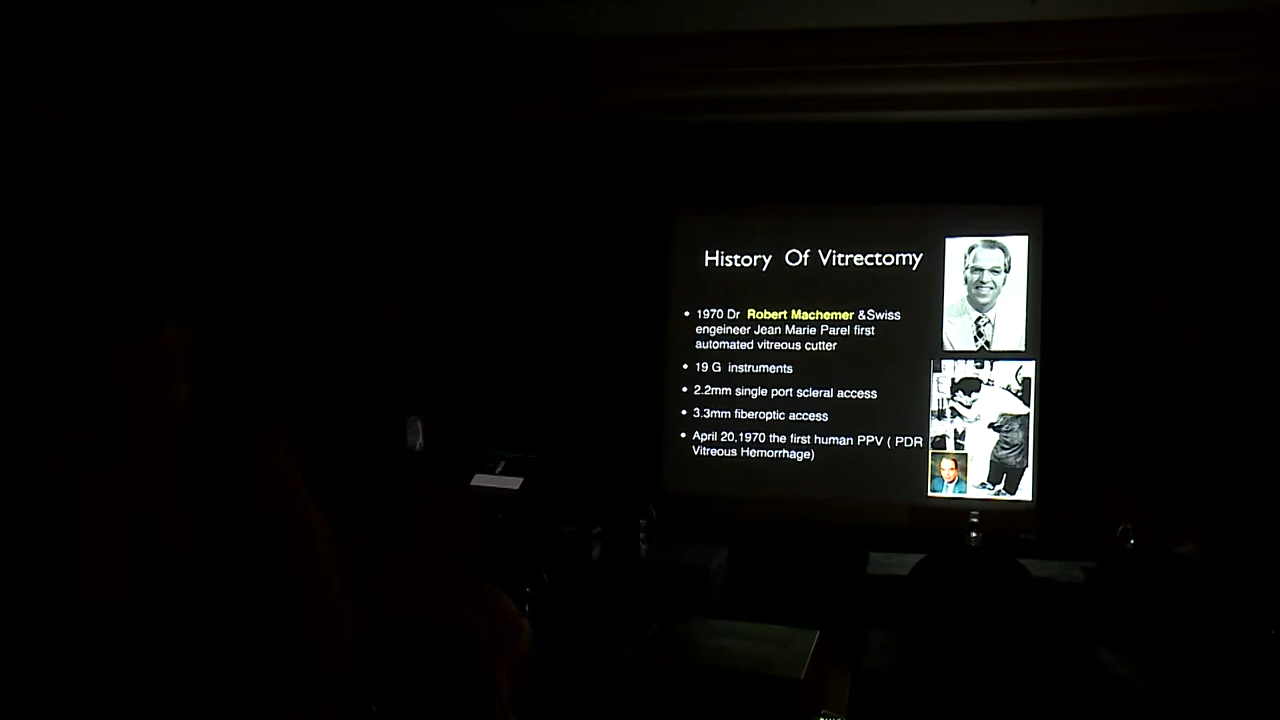 History Of Vitrectomy
• 1970 Dr Robert Machemer &Swiss
engeineer Jean Marie Parel first
automated vitreous cutter
• 19 G instruments
• 2.2mm single port scleral access
• 3.3mm fiberoptic access
• April 20,1970 the first human PPV ( PDR
Vitreous Hemorrhage)